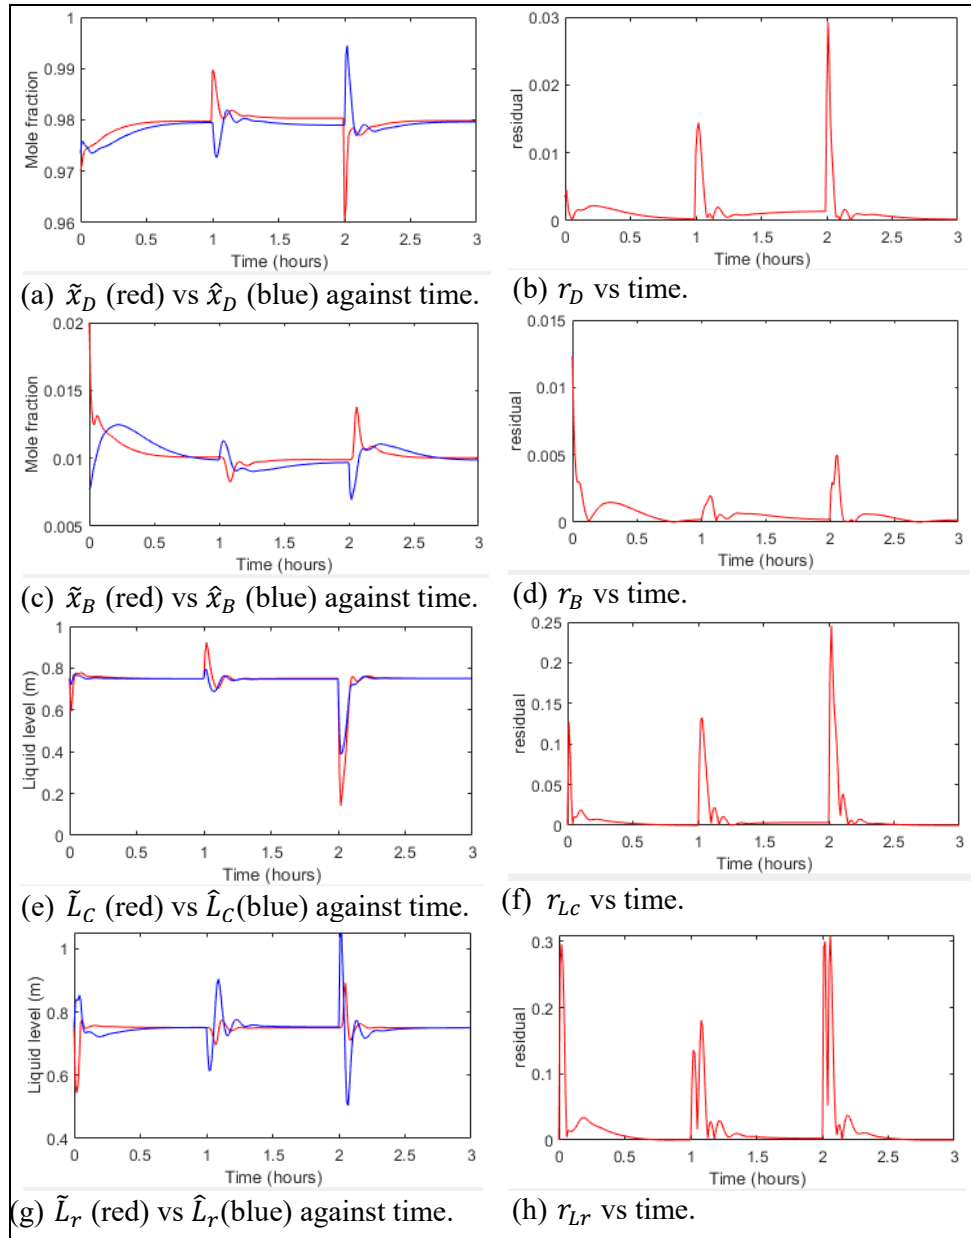 1
0.99
0.98
0.97
0.96
Mole fraction
0 0.5 1 1.5 2 2.5 3
Time (hours)
(a) x̃_D (red) vs x̂_D (blue) against time.
0.03
0.02
0.01
0
residual
0 0.5 1 1.5 2 2.5 3
Time (hours)
(b) r_D vs time.
0.02
0.015
0.01
0.005
Mole fraction
0 0.5 1 1.5 2 2.5 3
Time (hours)
(c) x̃_B (red) vs x̂_B (blue) against time.
0.015
0.01
0.005
0
residual
0 0.5 1 1.5 2 2.5 3
Time (hours)
(d) r_B vs time.
1
0.8
0.6
0.4
0.2
0
Liquid level (m)
0 0.5 1 1.5 2 2.5 3
Time (hours)
(e) L̃_C (red) vs L̂_C(blue) against time.
0.25
0.2
0.15
0.1
0.05
0
residual
0 0.5 1 1.5 2 2.5 3
Time (hours)
(f) r_Lc vs time.
1
0.8
0.6
0.4
Liquid level (m)
0 0.5 1 1.5 2 2.5 3
Time (hours)
(g) L̃_r (red) vs L̂_r(blue) against time.
0.3
0.2
0.1
0
residual
0 0.5 1 1.5 2 2.5 3
Time (hours)
(h) r_Lr vs time.